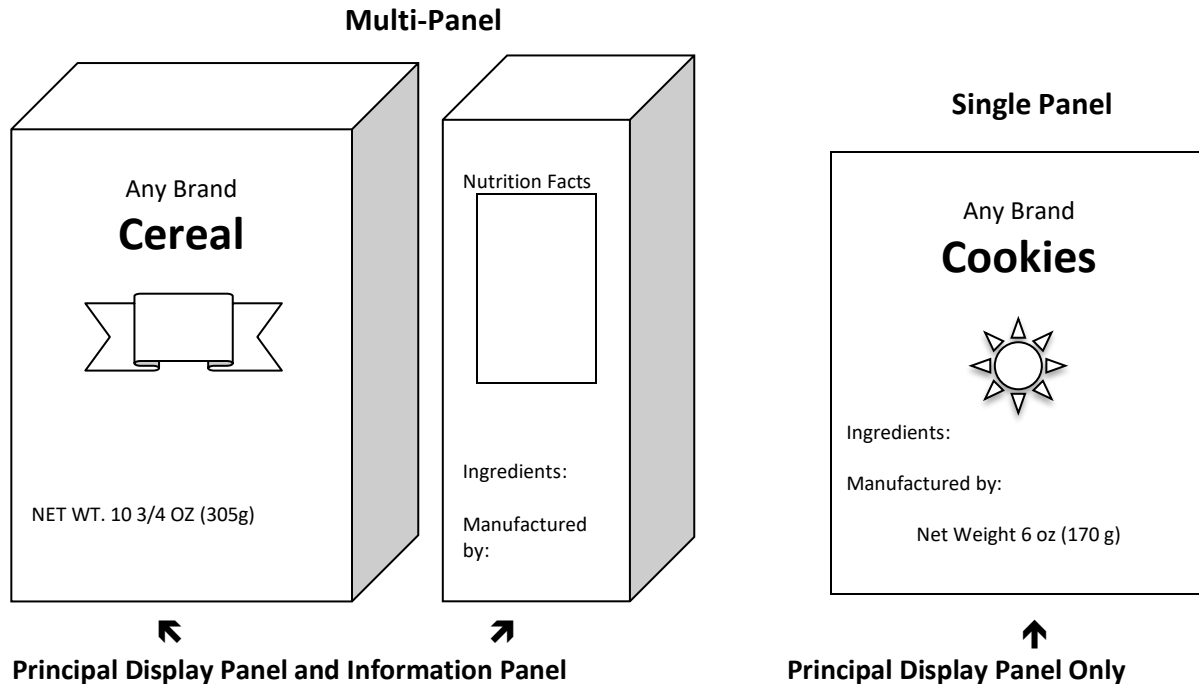 Multi-Panel
Any Brand
Cereal
NET WT. 10 3/4 OZ (305g)
Nutrition Facts
Ingredients:
Manufactured
by:
Principal Display Panel and Information Panel
Single Panel
Any Brand
Cookies
Ingredients:
Manufactured by:
Net Weight 6 oz (170 g)
Principal Display Panel Only